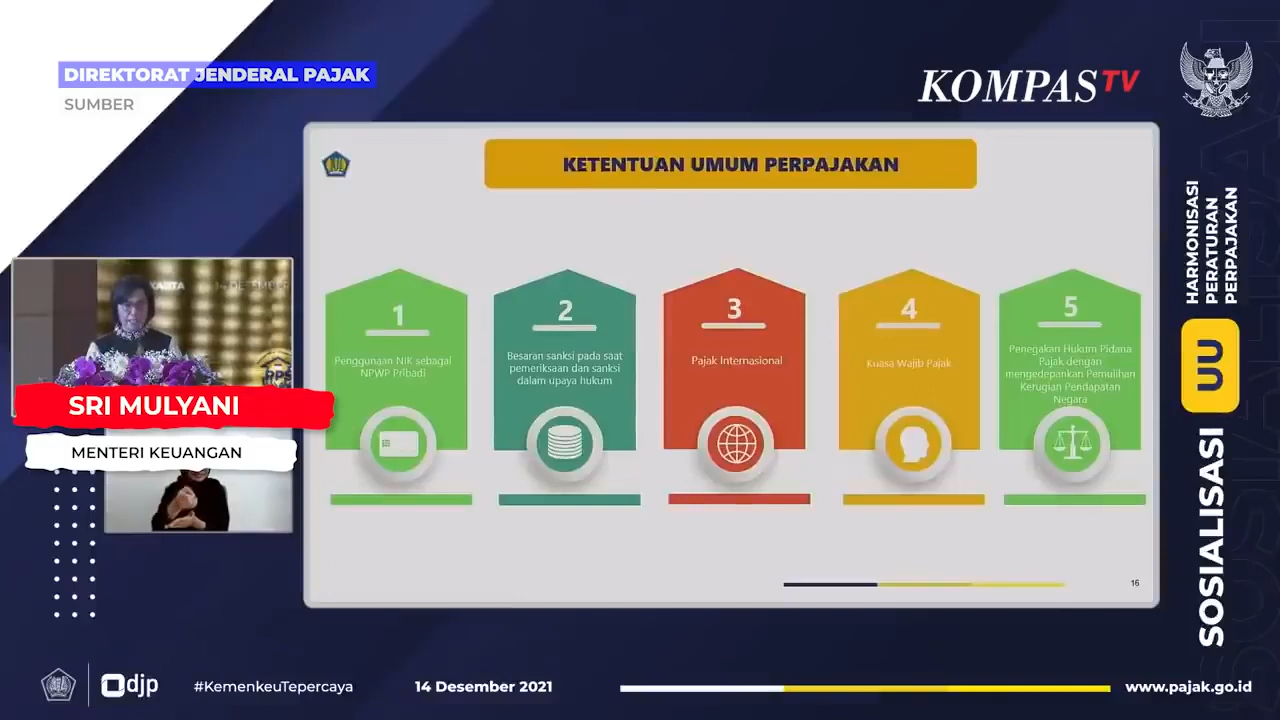 DIREKTORAT JENDERAL PAJAK
SUMBER
KOMPASTV
KETENTUAN UMUM PERPAJAKAN
1
Penggunaan NIK sebagai
NPWP Pribadi
2
Besaran sanksi pada saat
pemeriksaan dan sanksi
dalam upaya hukum
3
Pajak Internasional
4
Kuasa Wajib Pajak
5
Penegakan Hukum Pidana
Pajak dengan
mengedepankan Pemulihan
Kerugian Pendapatan
Negara
16
SRI MULYANI
MENTERI KEUANGAN
SOSIALISASI
UU
HARMONISASI
PERATURAN
PERPAJAKAN
djp
#KemenkeuTepercaya
14 Desember 2021
www.pajak.go.id